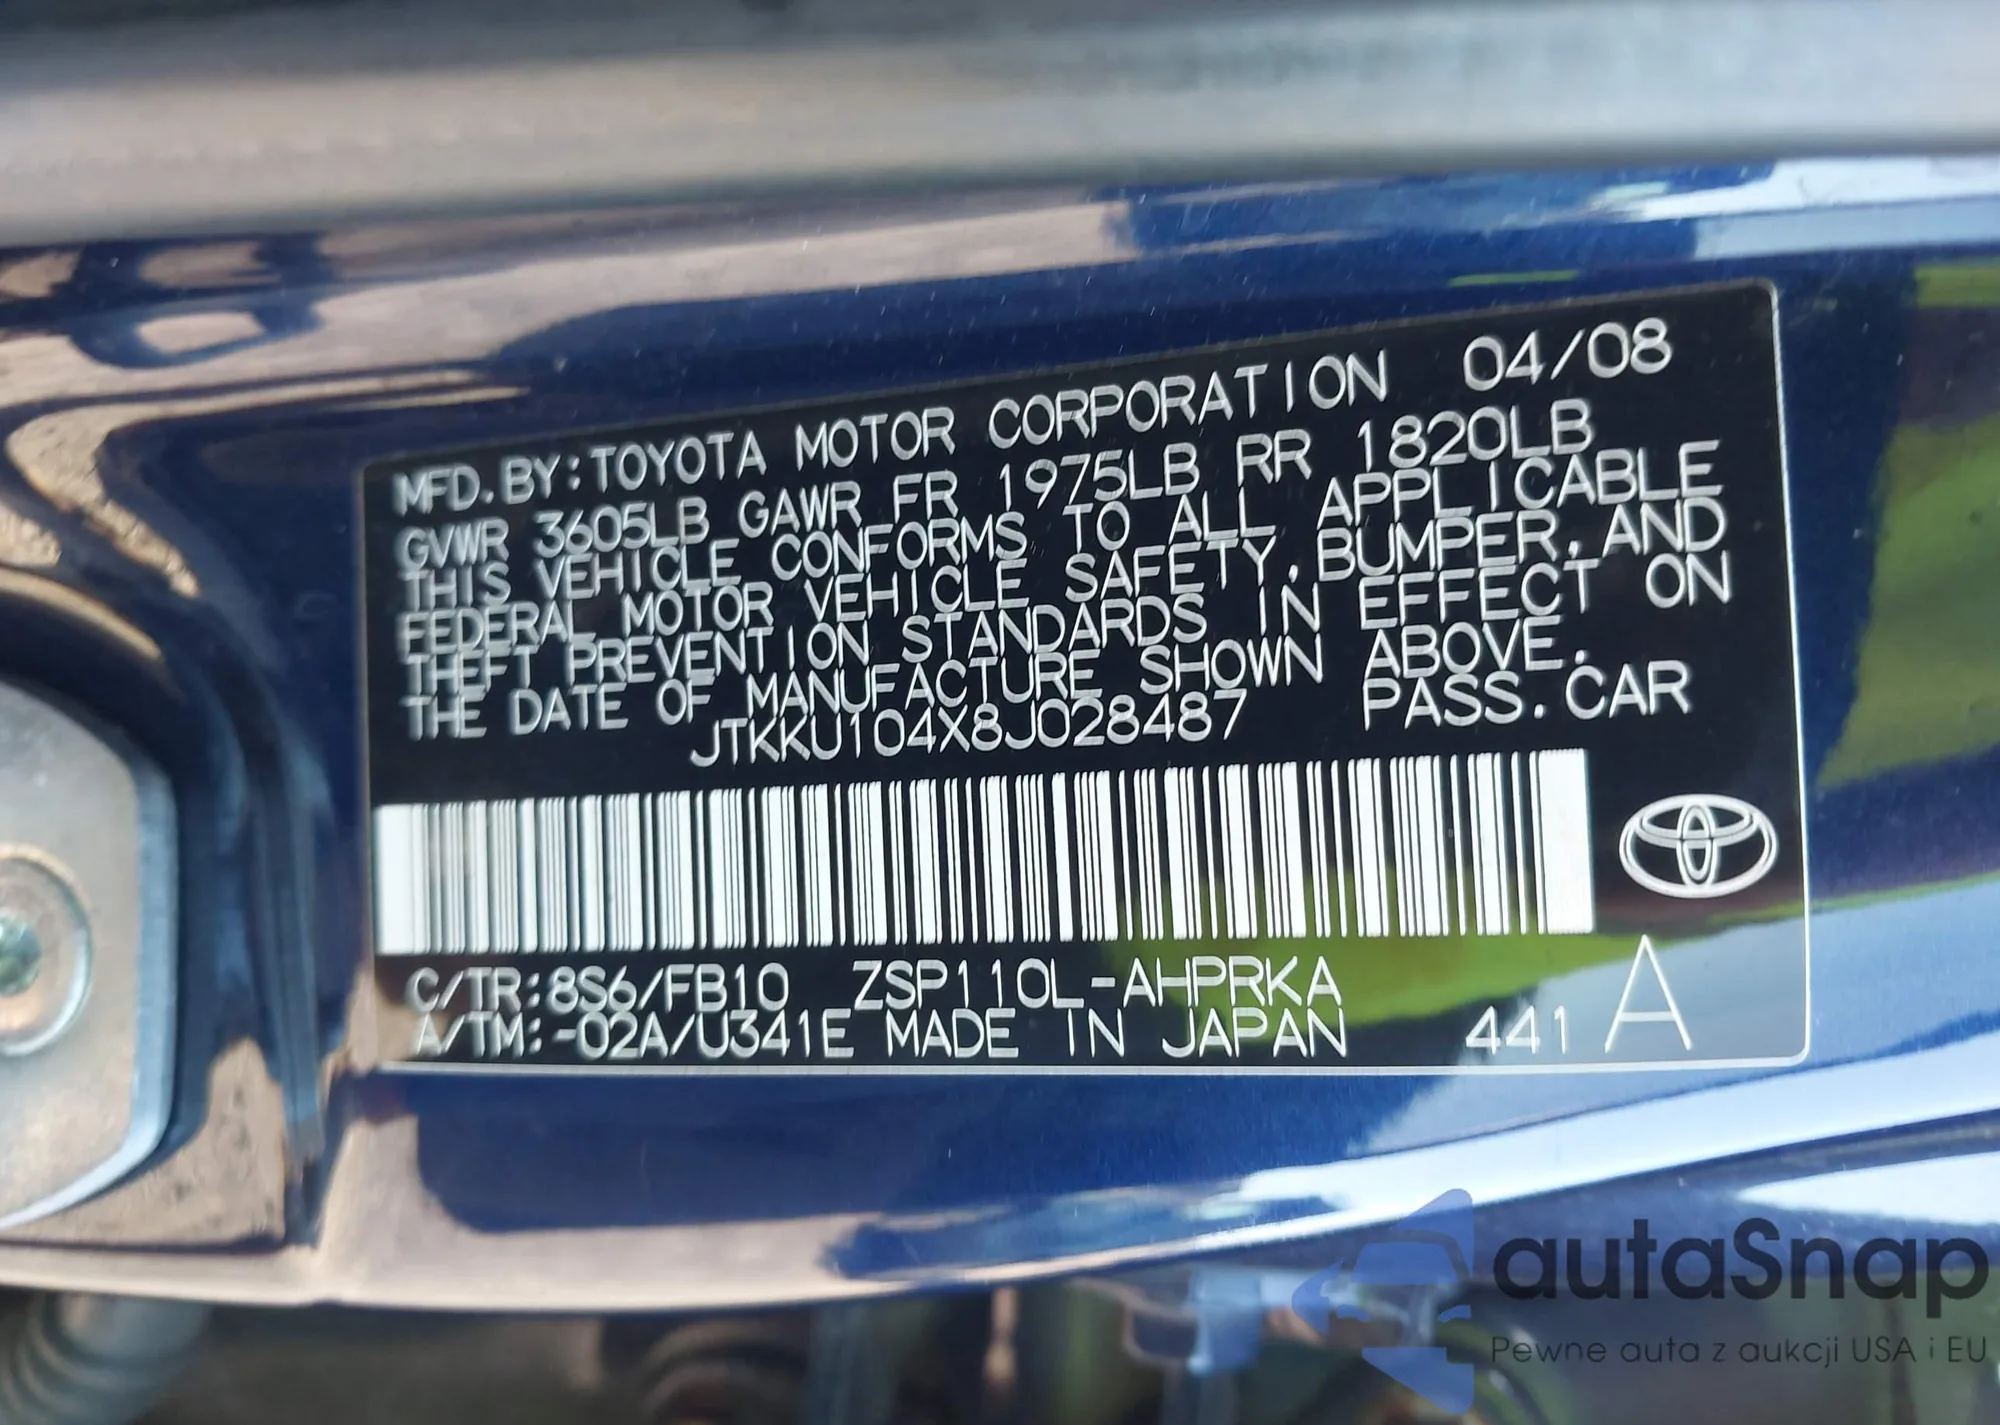 MFD.BY:TOYOTA MOTOR CORPORATION 04/08
GVWR 3605LB GAWR FR 1975LB RR 1820LB
THIS VEHICLE CONFORMS TO ALL APPLICABLE
FEDERAL MOTOR VEHICLE SAFETY,BUMPER,AND
THEFT PREVENTION STANDARDS IN EFFECT ON
THE DATE OF MANUFACTURE SHOWN ABOVE.
JTKKU104X8J028487 PASS.CAR
C/TR:8S6/FB10 ZSP110L-AHPRKA
A/TM:-02A/U341E MADE IN JAPAN 441 A
autaSnap
Pewne auta z aukcji USA i EU